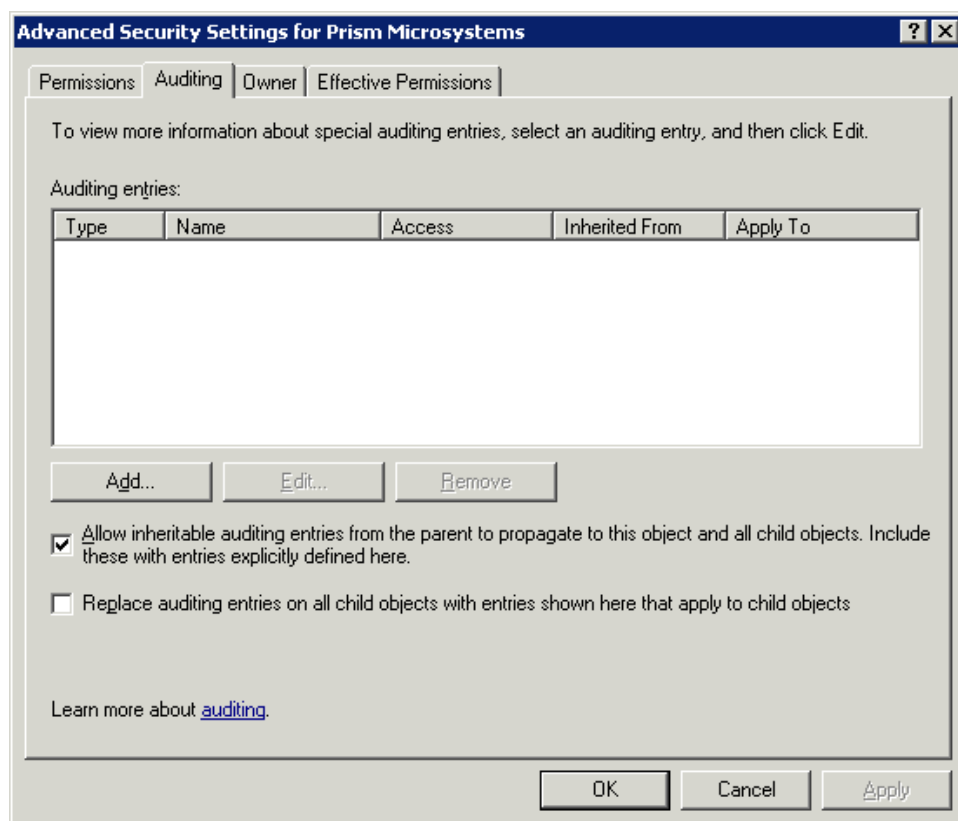 Advanced Security Settings for Prism Microsystems
Permissions Auditing Owner Effective Permissions
To view more information about special auditing entries, select an auditing entry, and then click Edit.
Auditing entries:
Type Name Access Inherited From Apply To
Add... Edit... Remove
Allow inheritable auditing entries from the parent to propagate to this object and all child objects. Include
these with entries explicitly defined here.
Replace auditing entries on all child objects with entries shown here that apply to child objects
Learn more about auditing.
OK Cancel Apply